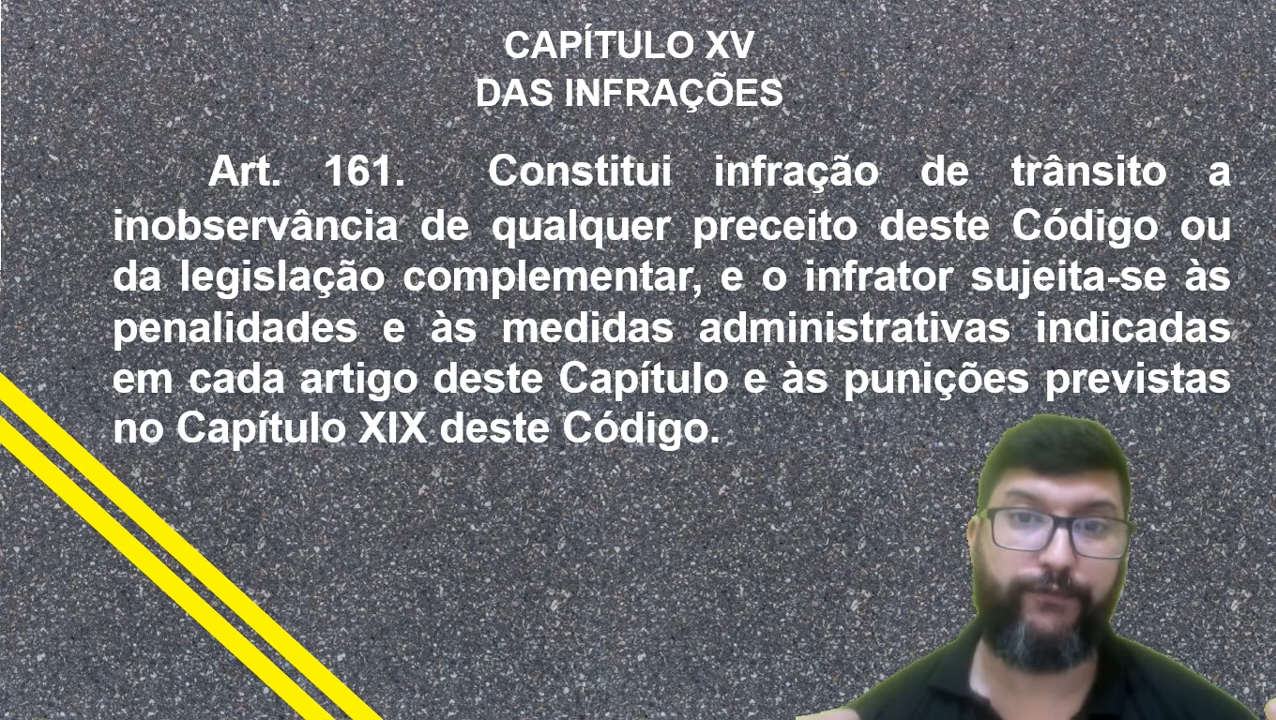 CAPÍTULO XV
DAS INFRAÇÕES
Art. 161. Constitui infração de trânsito a
inobservância de qualquer preceito deste Código ou
da legislação complementar, e o infrator sujeita-se às
penalidades e às medidas administrativas indicadas
em cada artigo deste Capítulo e às punições previstas
no Capítulo XIX deste Código.